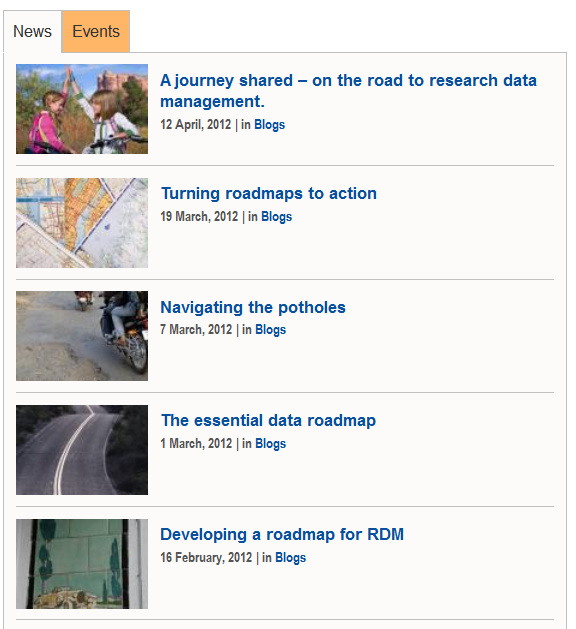 News Events
A journey shared – on the road to research data
management.
12 April, 2012 | in Blogs
Turning roadmaps to action
19 March, 2012 | in Blogs
Navigating the potholes
7 March, 2012 | in Blogs
The essential data roadmap
1 March, 2012 | in Blogs
Developing a roadmap for RDM
16 February, 2012 | in Blogs